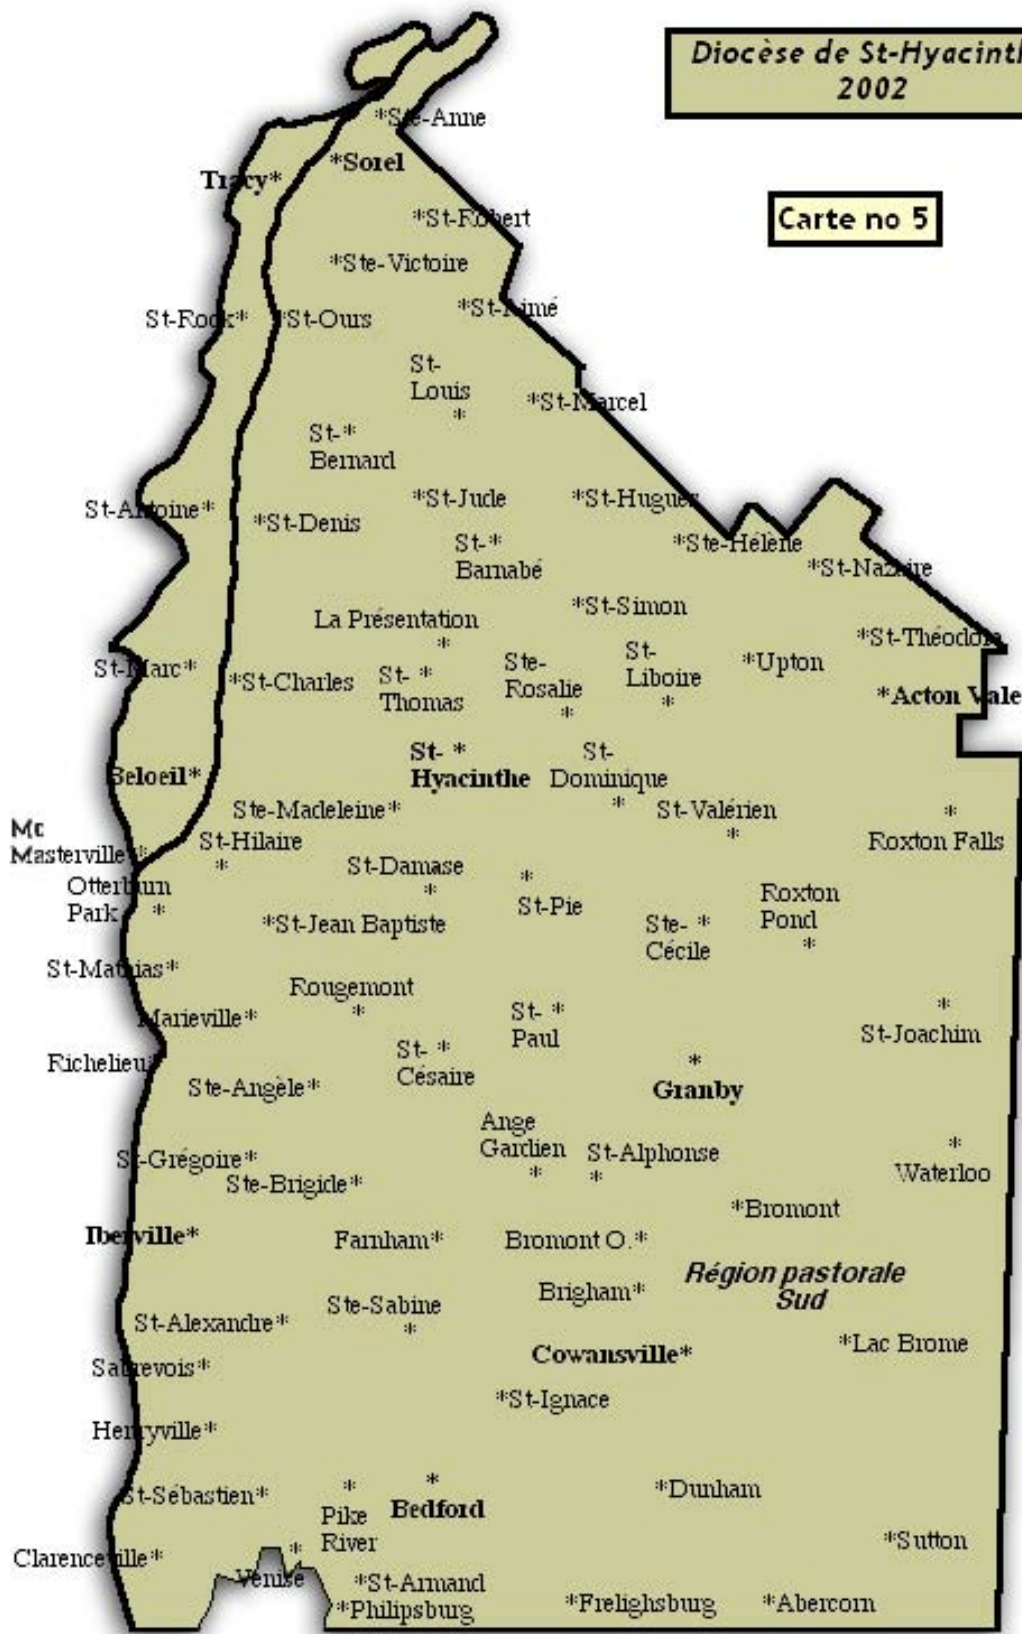 Diocèse de St-Hyacinth
2002
*Ste-Anne
*Sorel
Tracy*
Carte no 5
*St-Robert
*Ste-Victoire
*St-Aimé
St-Rock*
*St-Ours
St-
Louis
*
*St-Marcel
St-*
Bernard
St-Antoine*
*St-Denis
*St-Jude
*St-Hugues
St-*
Barnabé
*Ste-Hélène
*St-Nazaire
*St-Simon
La Présentation
*
*St-Théodore
St-Marc*
*St-Charles
St- *
Thomas
Ste-
Rosalie
*
St-
Liboire
*
*Upton
*Acton Vale
Beloeil*
St- *
Hyacinthe
St-
Dominique
*
Ste-Madeleine*
St-Valérien
*
*
Roxton Falls
Mc
Masterville*
St-Hilaire
*
Otterburn
Park *
St-Damase
*
*
St-Pie
Roxton
Pond
*
*St-Jean Baptiste
Ste- *
Cécile
St-Mathias*
Rougemont
*
Marieville*
St- *
Paul
*
St-Joachim
Richelieu*
St- *
Césaire
*
Granby
Ste-Angèle*
Ange
Gardien
*
St-Alphonse
*
*
Waterloo
St-Grégoire*
Ste-Brigide*
*Bromont
Iberville*
Farnham*
Bromont O.*
Région pastorale
Sud
Brigham*
Ste-Sabine
*
St-Alexandre*
*Lac Brome
Cowansville*
Sabrevois*
*St-Ignace
Henryville*
St-Sébastien*
*
Pike
River
*
Bedford
*Dunham
*Sutton
Clarenceville*
*
Venise
*St-Armand
*Philipsburg
*Frelighsburg
*Abercorn